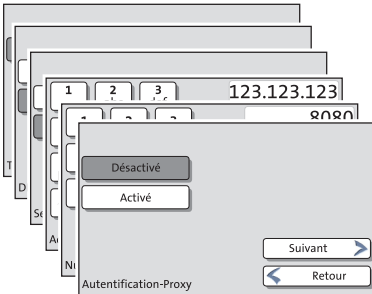 1 2 3
123.123.123
8080
Désactivé
Activé
Suivant
Retour
Autentification-Proxy